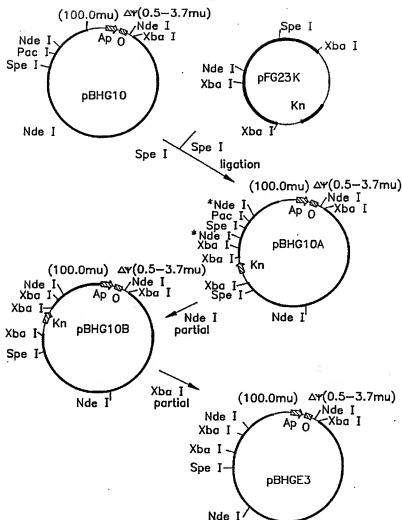 (100.0mu) ΔΨ(0.5–3.7mu)
Nde I
Pac I
Spe I
Ap O
Nde I
Xba I
pBHG10
Nde I
Spe I
Xba I
Nde I
Xba I
pFG23K
Kn
Xba I
Spe I
Spe I
ligation
(100.0mu) ΔΨ(0.5–3.7mu)
*Nde I
Pac I
Spe I
*Nde I
Xba I
Xba I
Ap O
Nde I
Xba I
pBHG10A
Kn
Xba I
Spe I
Nde I
(100.0mu) ΔΨ(0.5–3.7mu)
Nde I
Xba I
Xba I
Ap O
Nde I
Xba I
Kn
pBHG10B
Xba I
Spe I
Nde I
Nde I
partial
Xba I
partial
(100.0mu) ΔΨ(0.5–3.7mu)
Nde I
Xba I
Ap O
Nde I
Xba I
Xba I
Spe I
pBHGE3
Nde I